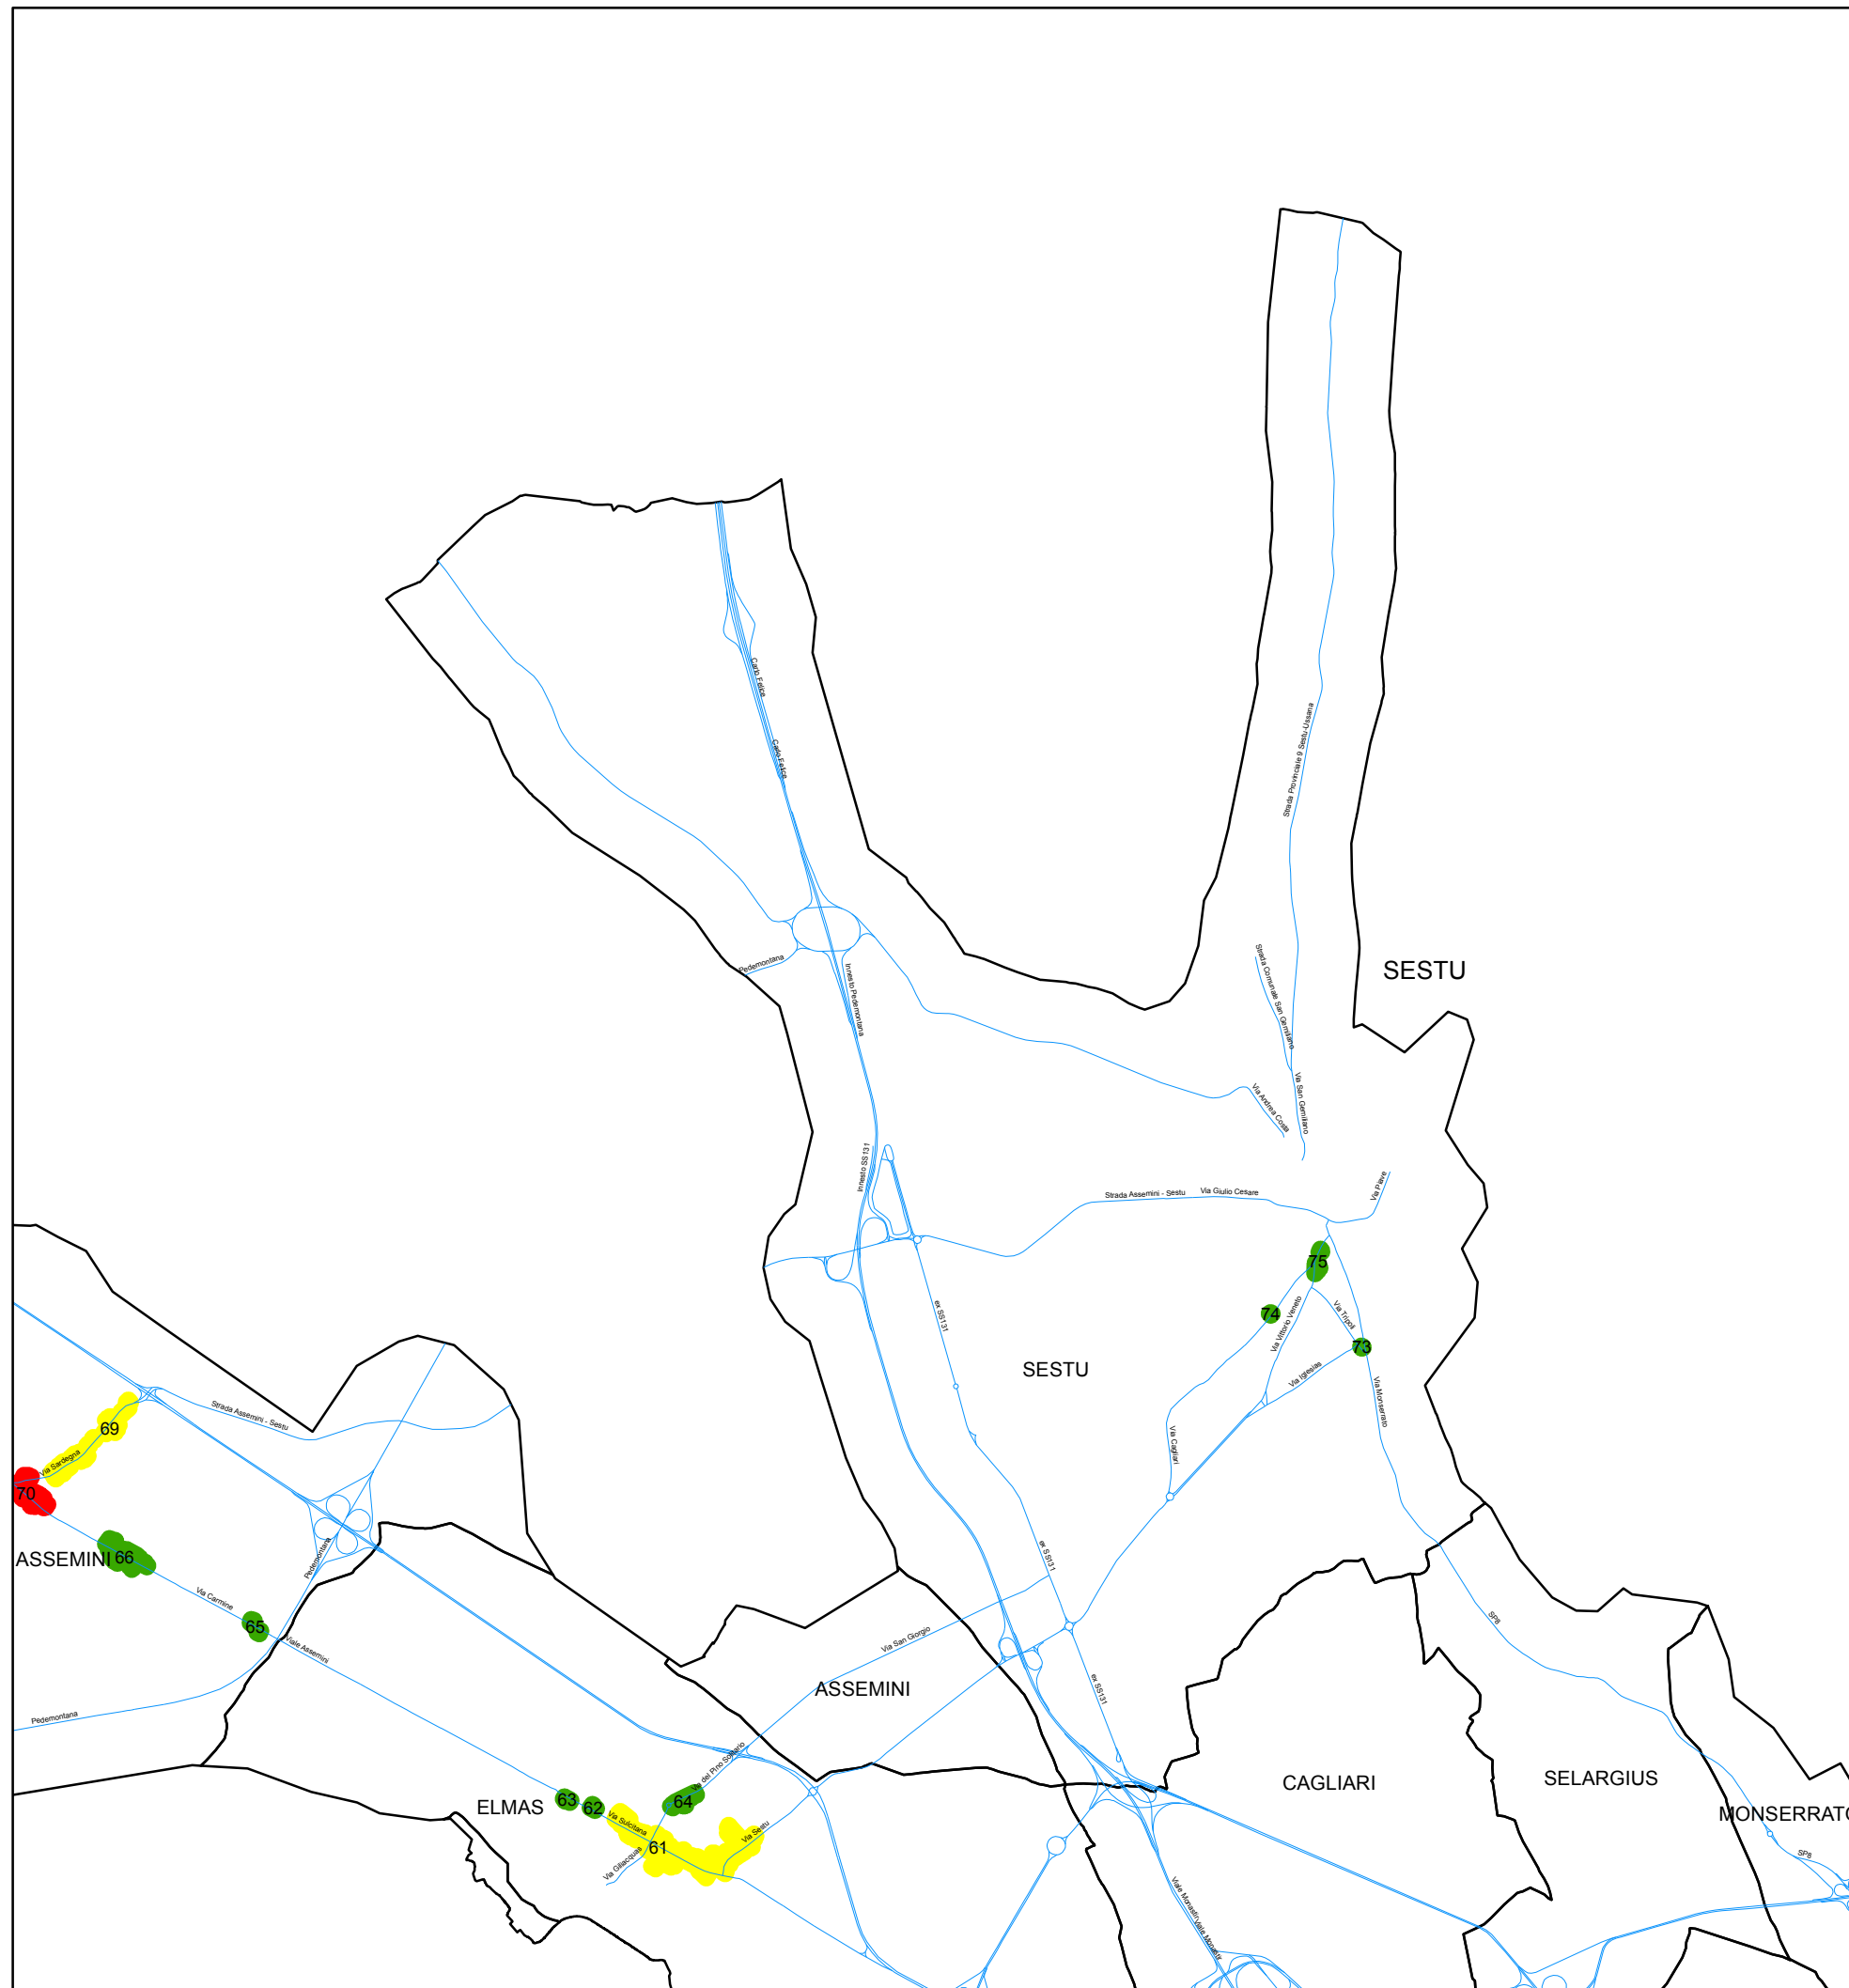 Carlo Felice
Carlo Felice
Strada Provinciale 9 Sestu-Ussana
Pedemontana
Innesto Pedemontana
Strada Comunale San Gemiliano
SESTU
Via Andrea Costa
Via San Gemiliano
Innesto SS131
Strada Assemini - Sestu
Via Giulio Cesare
Via Piave
75
74
Via Vittorio Veneto
Via Tripoli
73
ex SS131
SESTU
Via Iglesias
Via Monserrato
Via Cagliari
Strada Assemini - Sestu
69
Via Sardegna
70
ASSEMINI
66
Pedemontana
Via Carmine
65
Viale Assemini
ex SS131
SP8
Via San Giorgio
ASSEMINI
ex SS131
Pedemontana
Via del Pino Solitario
CAGLIARI
SELARGIUS
MONSERRATO
ELMAS
63
62
64
Via Sulcitana
61
Via Sestu
Via Giliacquas
SP8
Viale Monastir
Viale Monastir